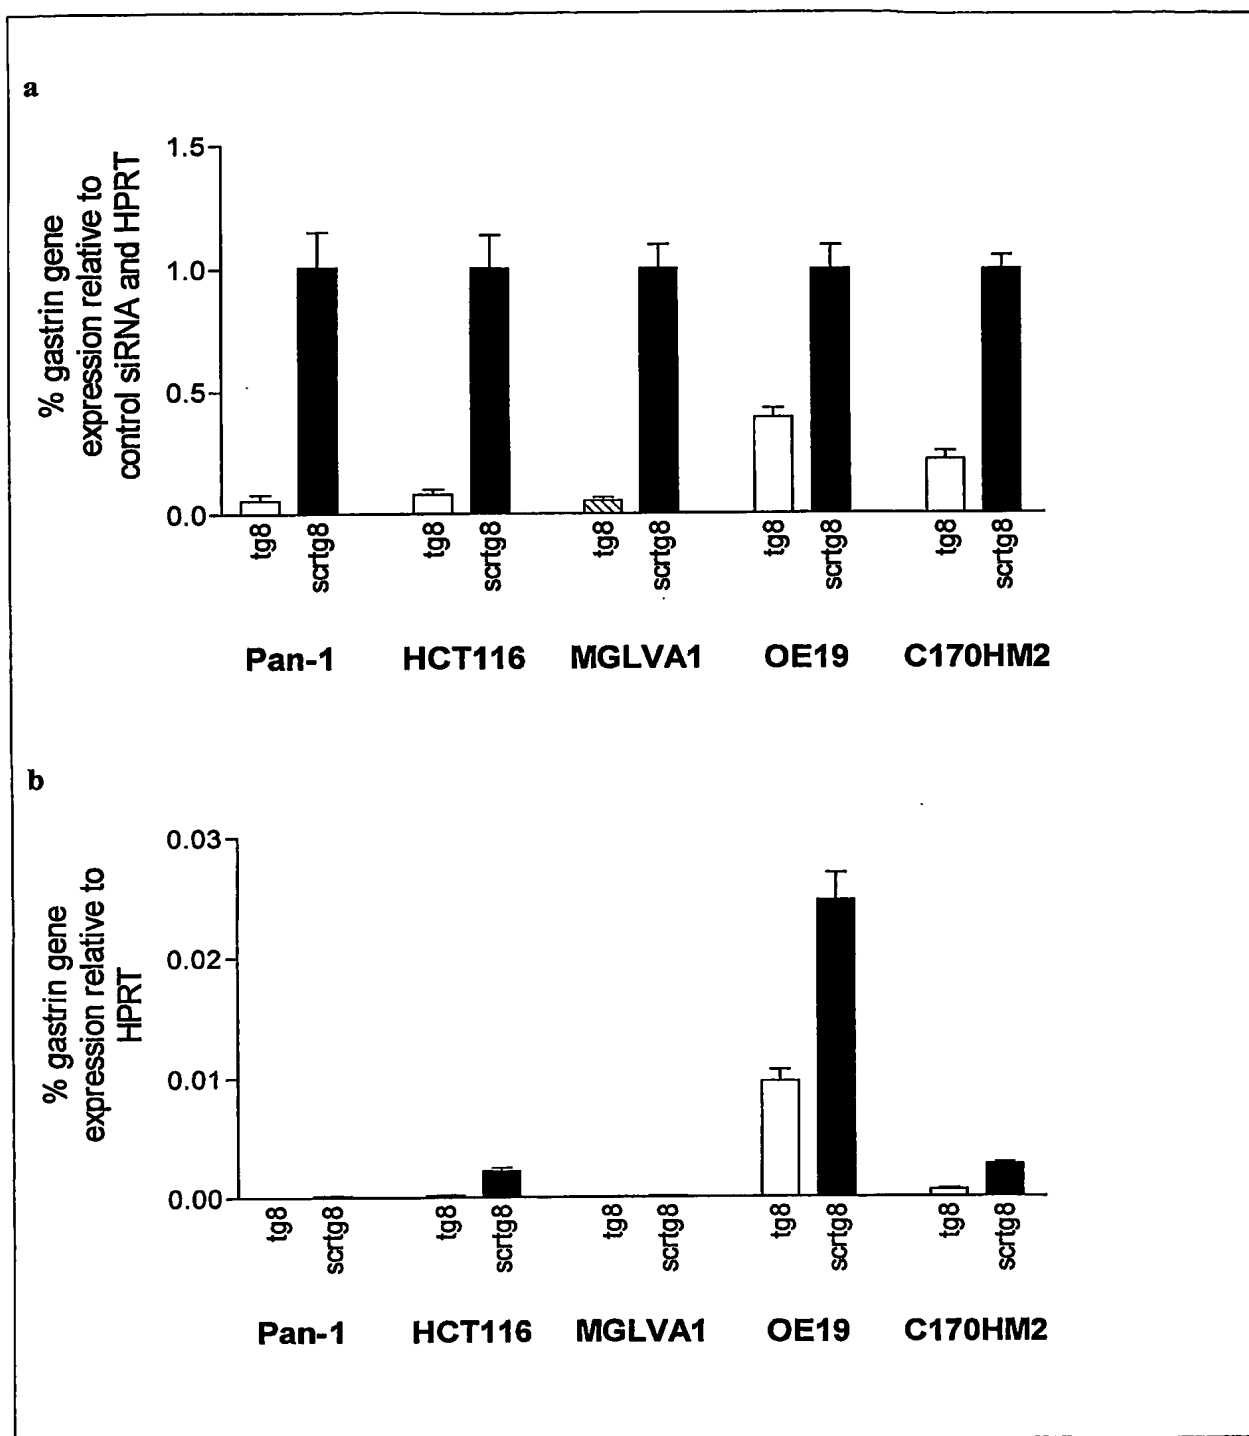 a
% gastrin gene
expression relative to
control siRNA and HPRT
1.5
1.0
0.5
0.0
tg8 scrtg8 tg8 scrtg8 tg8 scrtg8 tg8 scrtg8 tg8 scrtg8
Pan-1 HCT116 MGLVA1 OE19 C170HM2
b
% gastrin gene
expression relative to
HPRT
0.03
0.02
0.01
0.00
tg8 scrtg8 tg8 scrtg8 tg8 scrtg8 tg8 scrtg8 tg8 scrtg8
Pan-1 HCT116 MGLVA1 OE19 C170HM2